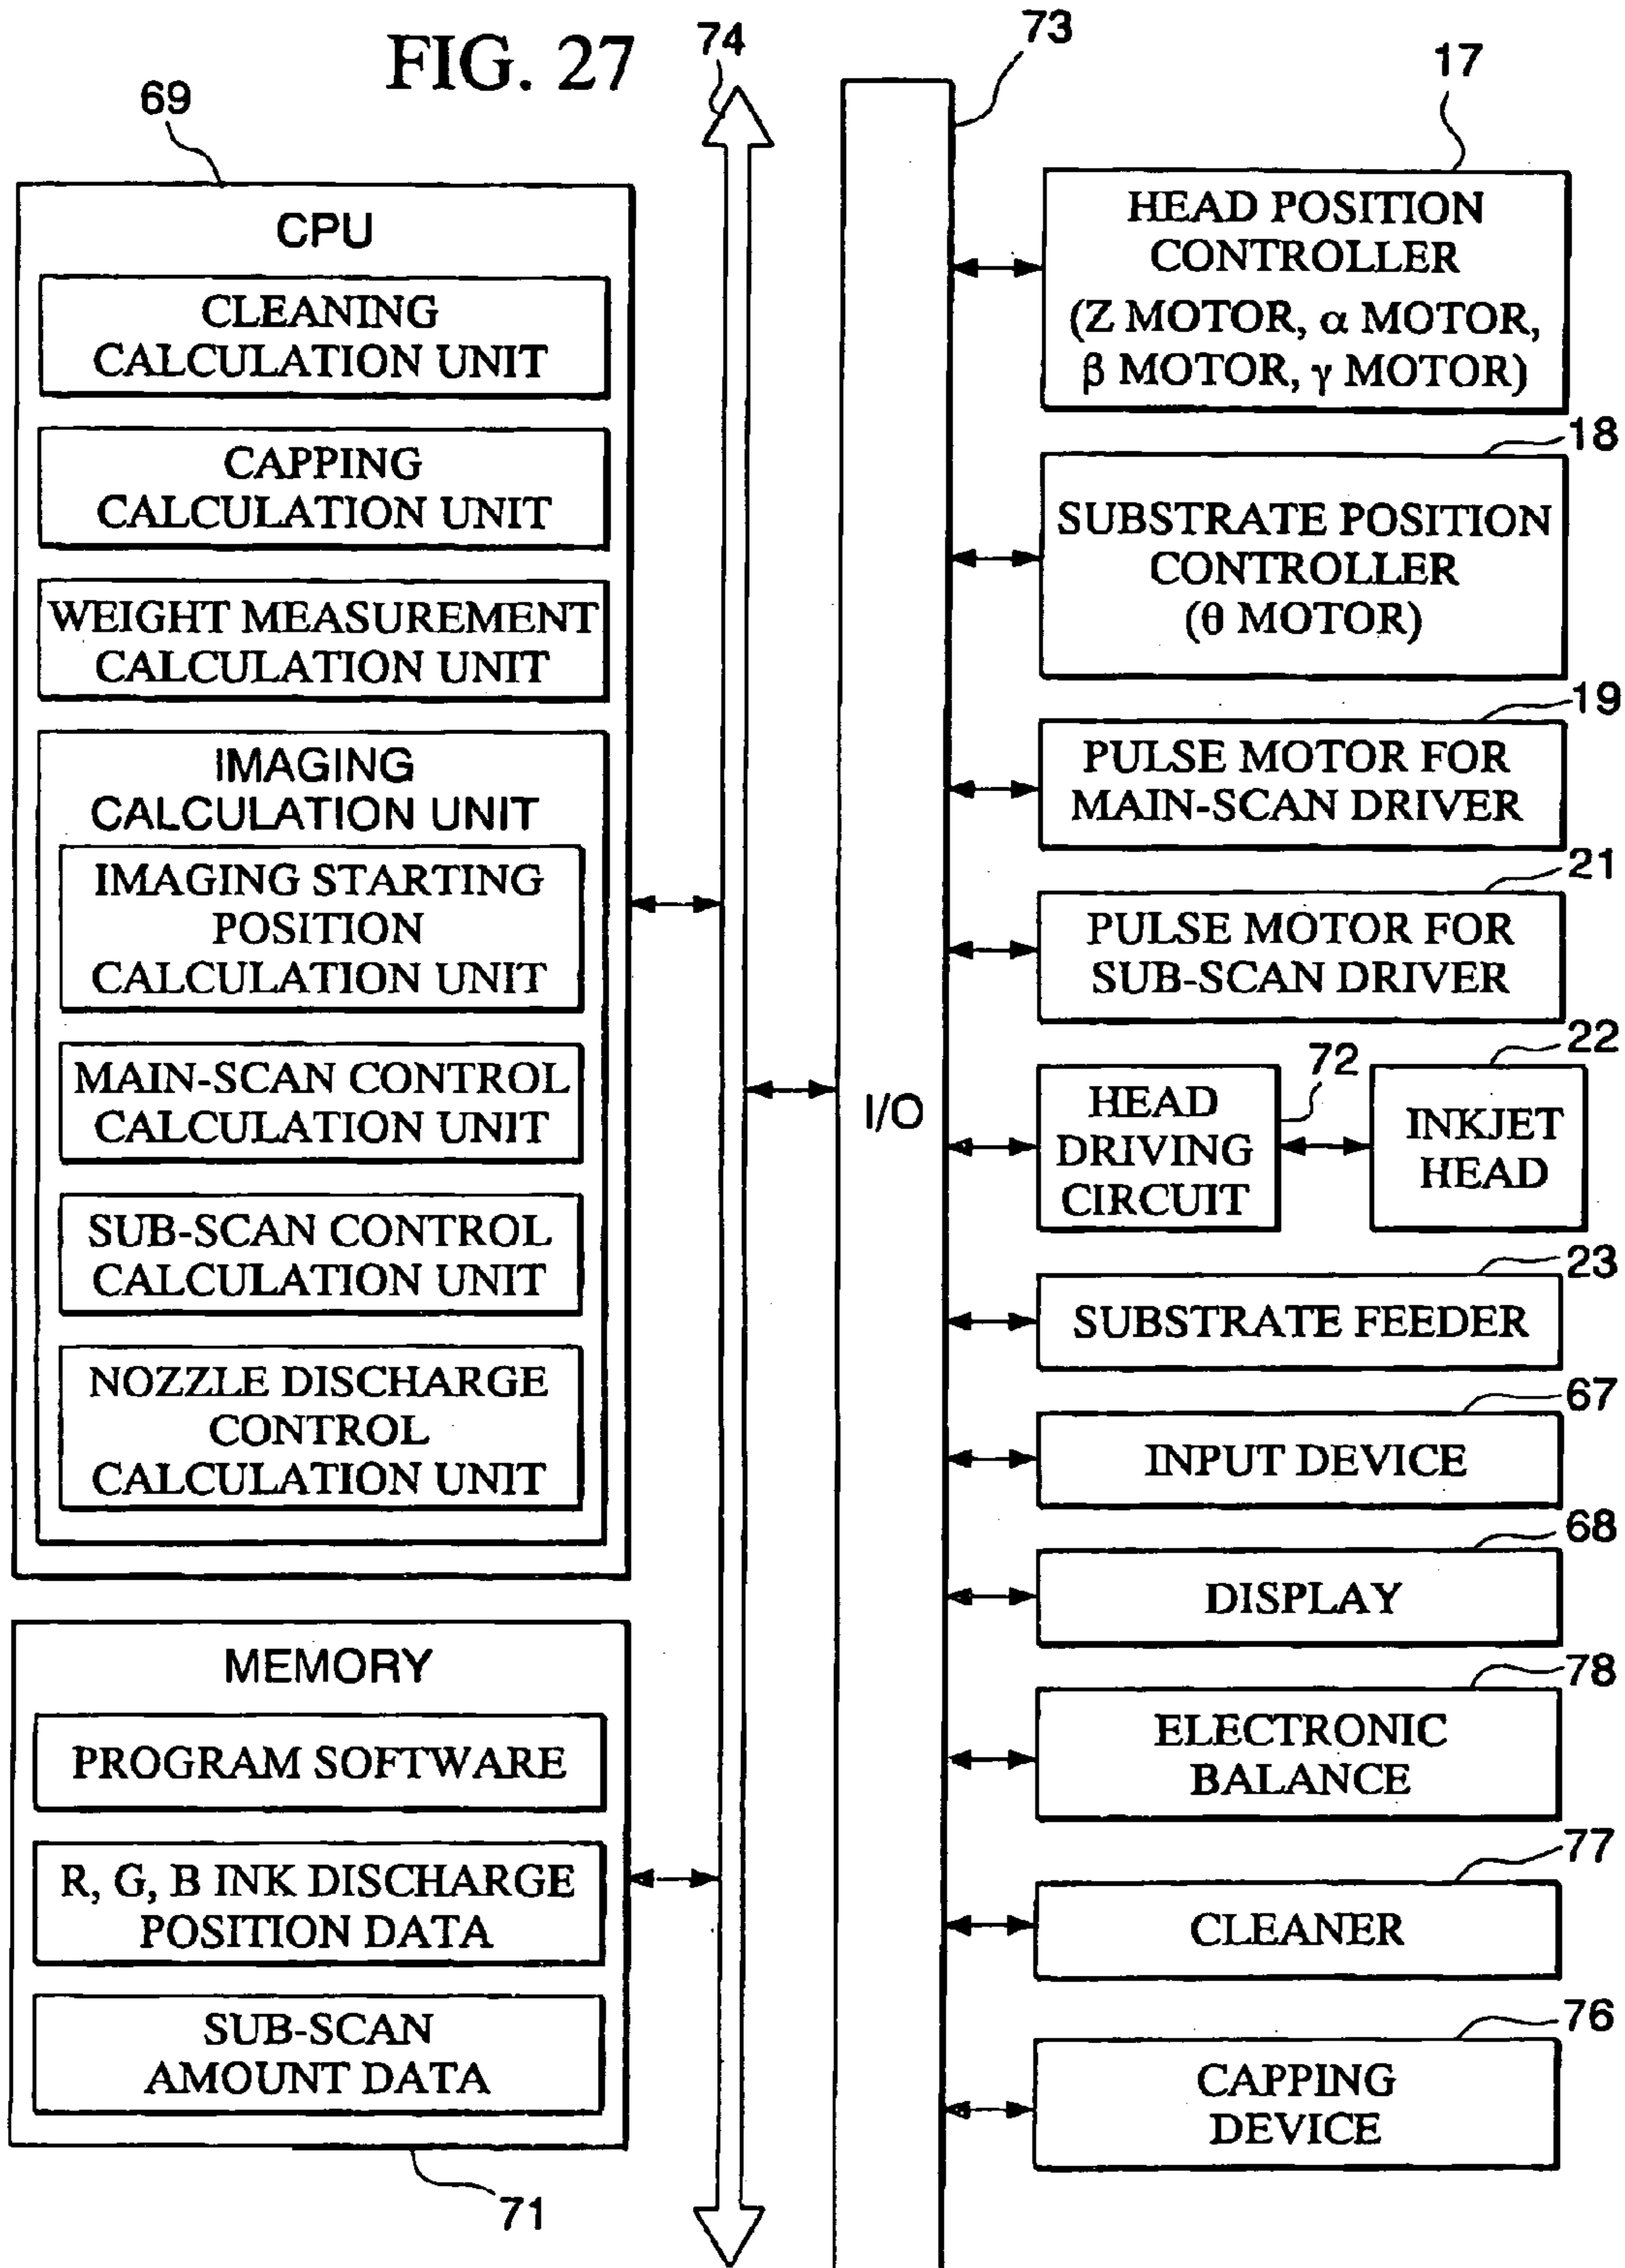 FIG. 27
74
73
17
69
CPU
CLEANING
CALCULATION UNIT
CAPPING
CALCULATION UNIT
WEIGHT MEASUREMENT
CALCULATION UNIT
IMAGING
CALCULATION UNIT
IMAGING STARTING
POSITION
CALCULATION UNIT
MAIN-SCAN CONTROL
CALCULATION UNIT
SUB-SCAN CONTROL
CALCULATION UNIT
NOZZLE DISCHARGE
CONTROL
CALCULATION UNIT
MEMORY
PROGRAM SOFTWARE
R, G, B INK DISCHARGE
POSITION DATA
SUB-SCAN
AMOUNT DATA
71
I/O
HEAD POSITION
CONTROLLER
(Z MOTOR, α MOTOR,
β MOTOR, γ MOTOR)
18
SUBSTRATE POSITION
CONTROLLER
(θ MOTOR)
19
PULSE MOTOR FOR
MAIN-SCAN DRIVER
21
PULSE MOTOR FOR
SUB-SCAN DRIVER
72
22
HEAD
DRIVING
CIRCUIT
INKJET
HEAD
23
SUBSTRATE FEEDER
67
INPUT DEVICE
68
DISPLAY
78
ELECTRONIC
BALANCE
77
CLEANER
76
CAPPING
DEVICE